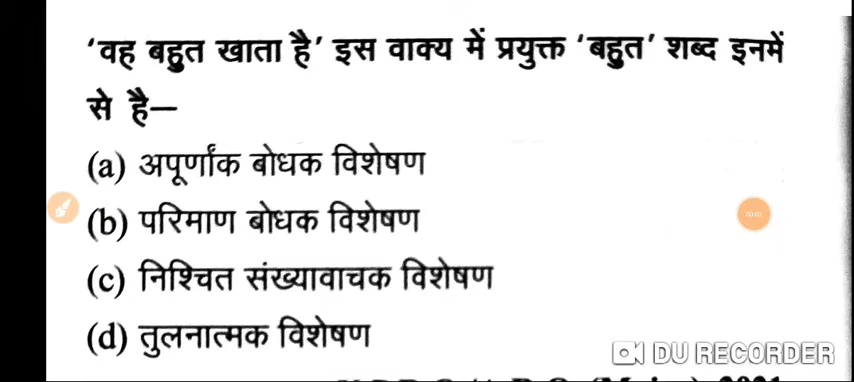 ‘वह बहुत खाता है’ इस वाक्य में प्रयुक्त ‘बहुत’ शब्द इनमें
से है—
(a) अपूर्णांक बोधक विशेषण
(b) परिमाण बोधक विशेषण
(c) निश्चित संख्यावाचक विशेषण
(d) तुलनात्मक विशेषण
DU RECORDER